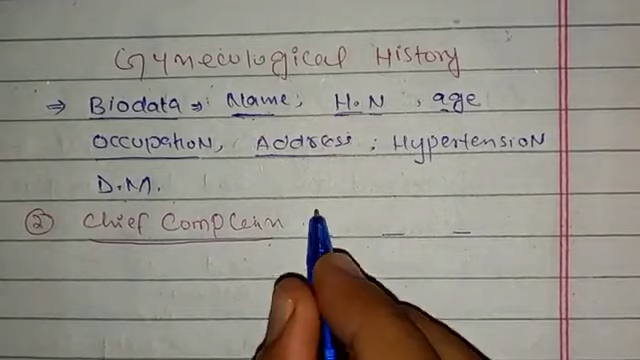 Gynecological History
⇒ Biodata ⇒ Name, H.N, age
Occupation, Address, Hypertension
D.M.
② Chief Complain